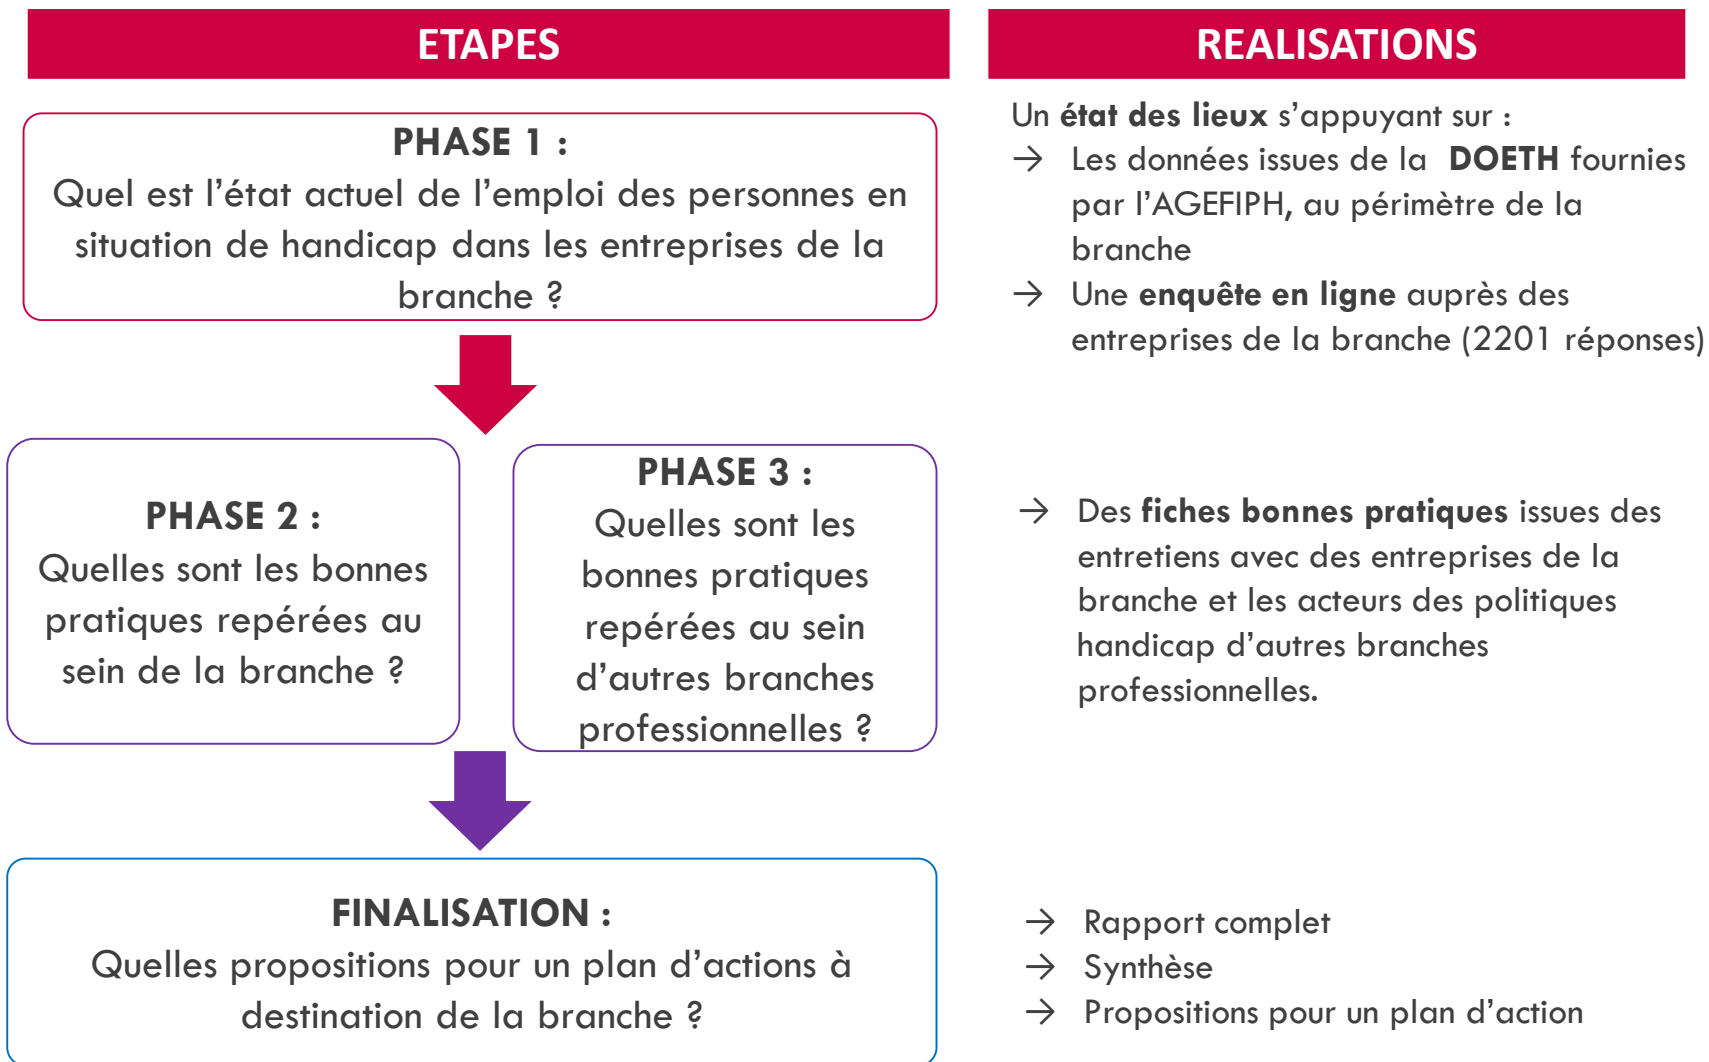 ETAPES
REALISATIONS
PHASE 1 :
Quel est l’état actuel de l’emploi des personnes en
situation de handicap dans les entreprises de la
branche ?
Un état des lieux s’appuyant sur :
→ Les données issues de la DOETH fournies
par l’AGEFIPH, au périmètre de la
branche
→ Une enquête en ligne auprès des
entreprises de la branche (2201 réponses)
PHASE 2 :
Quelles sont les bonnes
pratiques repérées au
sein de la branche ?
PHASE 3 :
Quelles sont les
bonnes pratiques
repérées au sein
d’autres branches
professionnelles ?
→ Des fiches bonnes pratiques issues des
entretiens avec des entreprises de la
branche et les acteurs des politiques
handicap d’autres branches
professionnelles.
FINALISATION :
Quelles propositions pour un plan d’actions à
destination de la branche ?
→ Rapport complet
→ Synthèse
→ Propositions pour un plan d’action